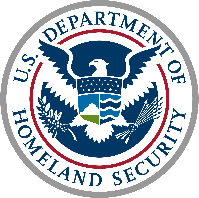 U.S. DEPARTMENT OF
HOMELAND SECURITY